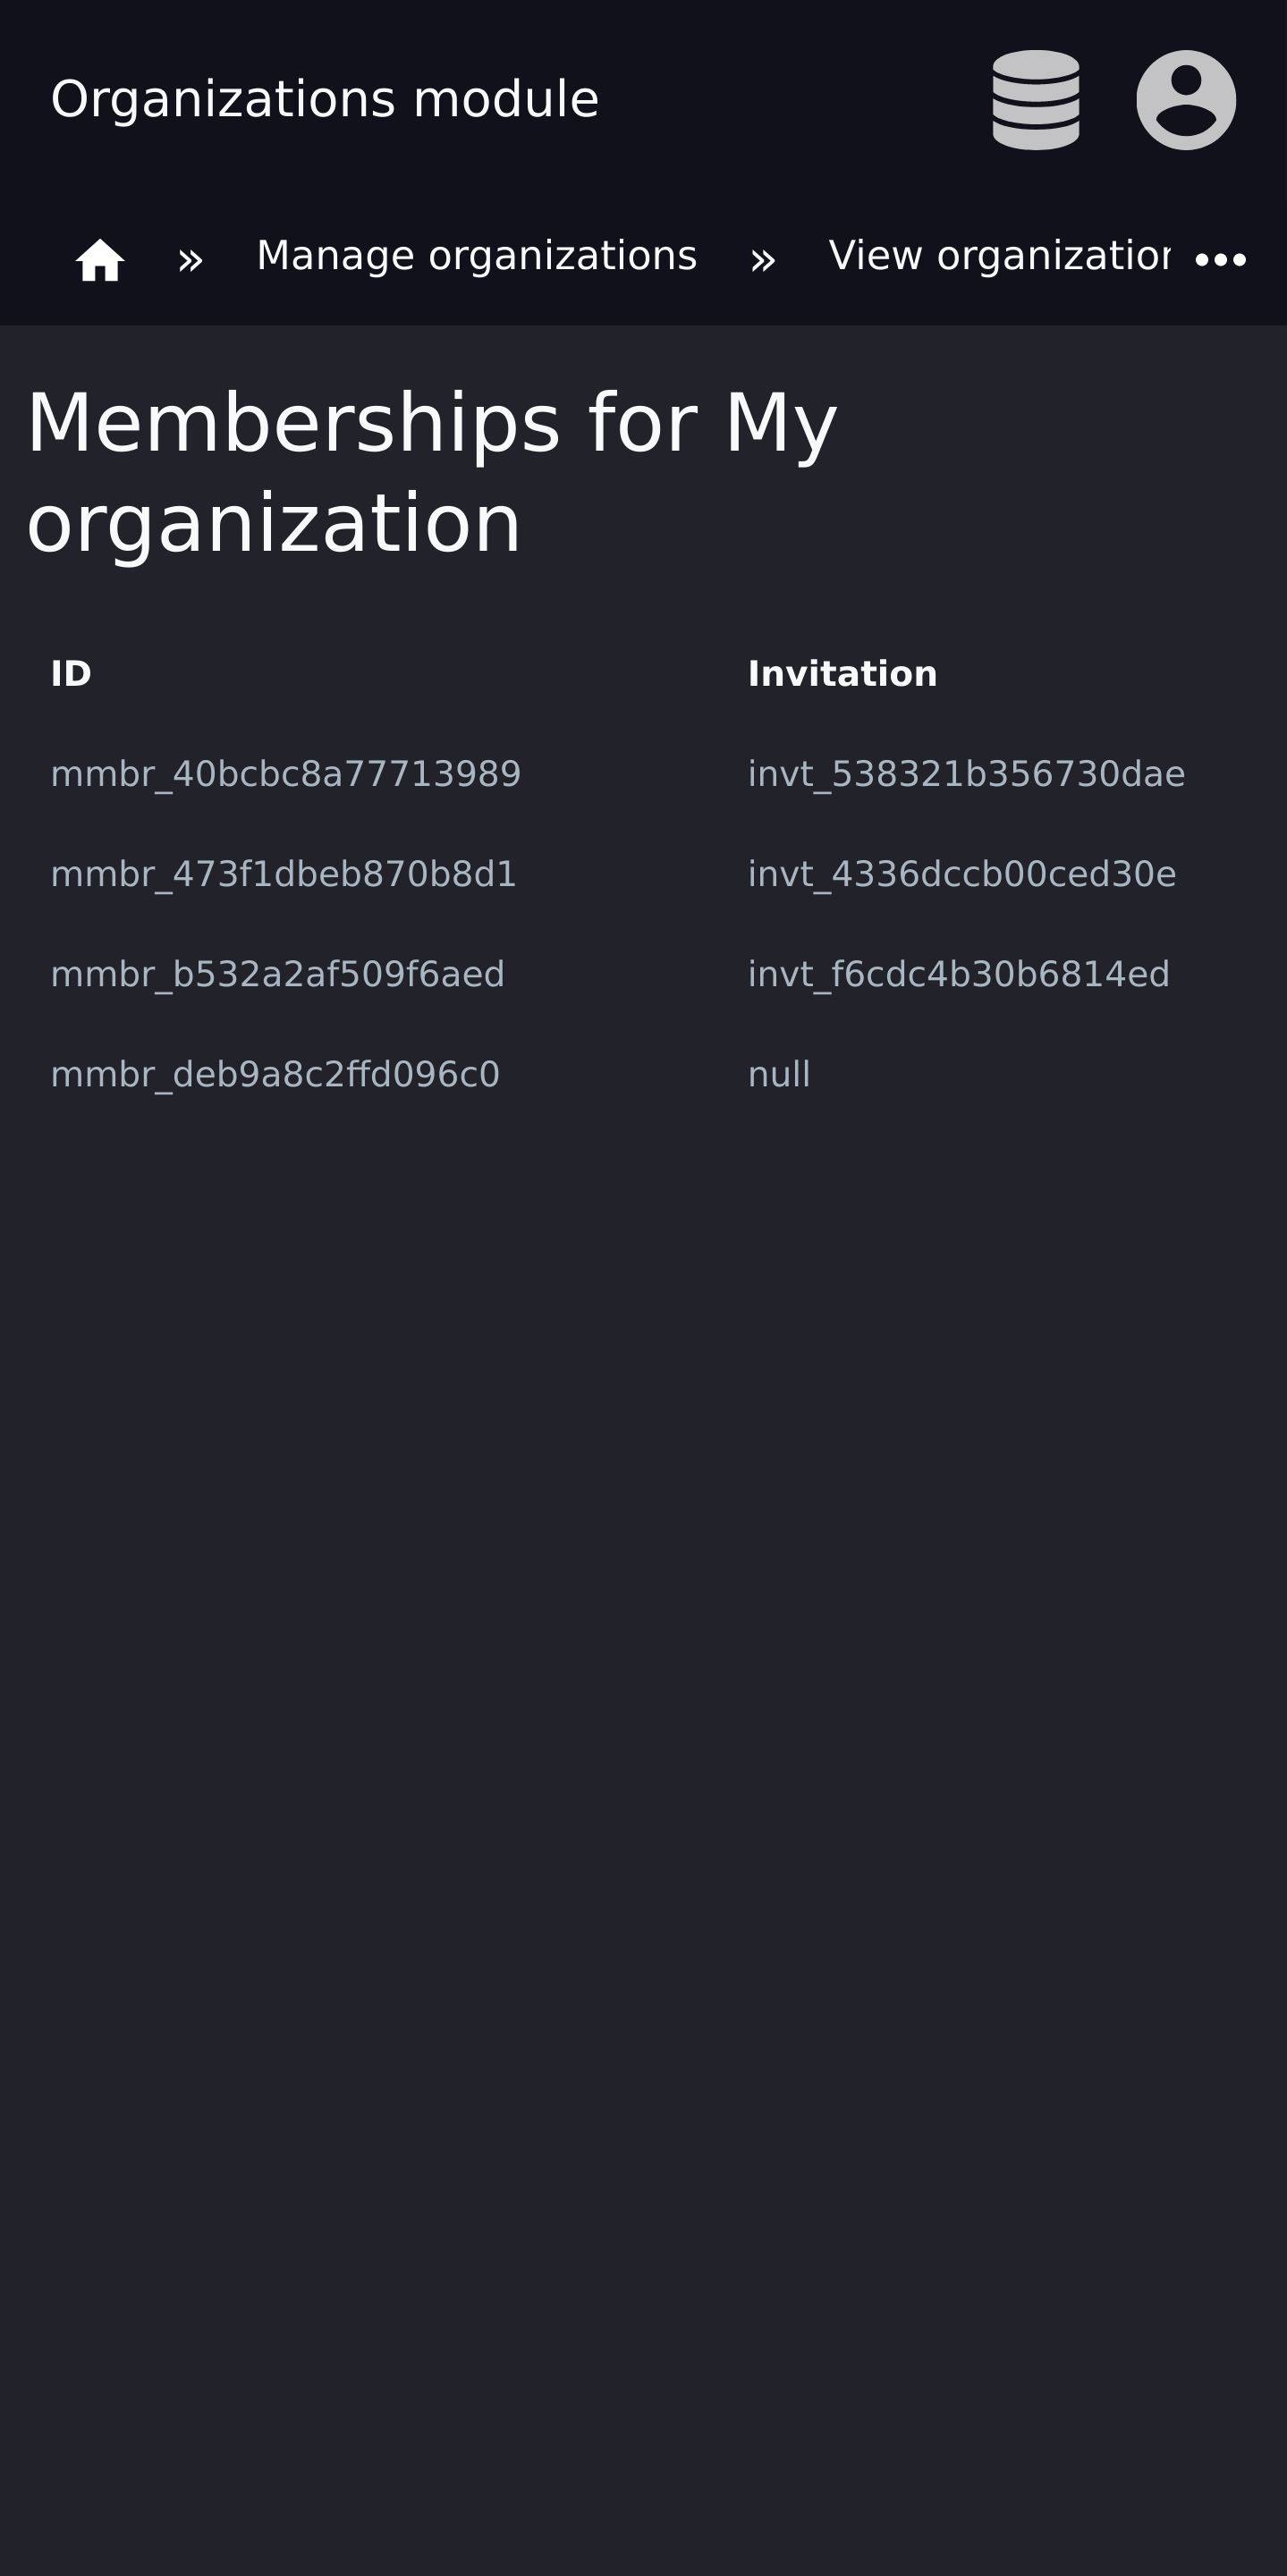 Organizations module
» Manage organizations » View organization
Memberships for My
organization
ID Invitation
mmbr_40bcbc8a77713989 invt_538321b356730dae
mmbr_473f1dbeb870b8d1 invt_4336dccb00ced30e
mmbr_b532a2af509f6aed invt_f6cdc4b30b6814ed
mmbr_deb9a8c2ffd096c0 null